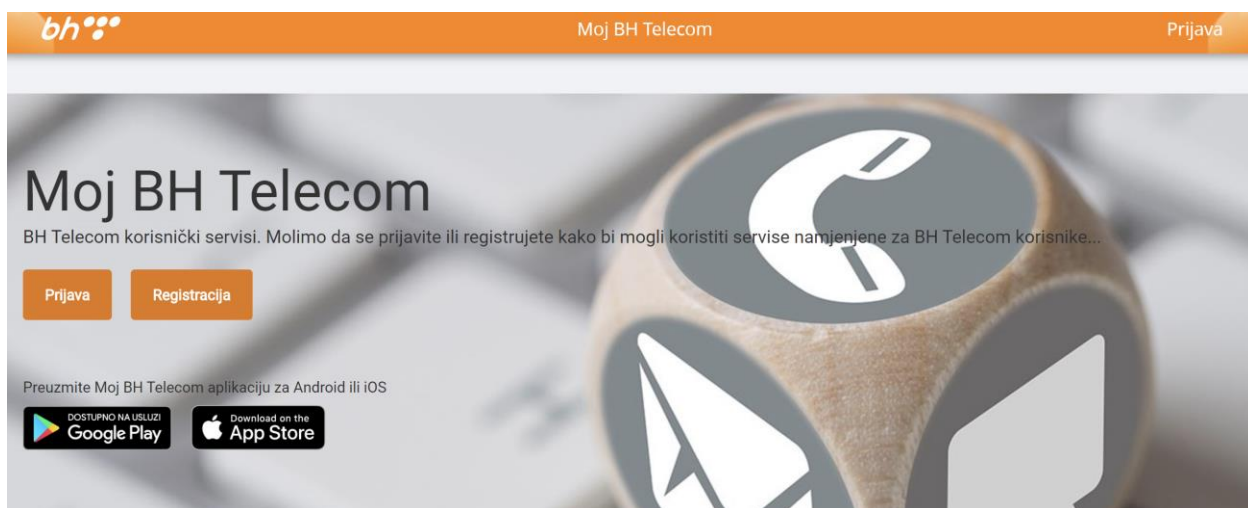 bh
Moj BH Telecom
Prijava
Moj BH Telecom
BH Telecom korisnički servisi. Molimo da se prijavite ili registrujete kako bi mogli koristiti servise namjenjene za BH Telecom korisnike...
Prijava
Registracija
Preuzmite Moj BH Telecom aplikaciju za Android ili iOS
DOSTUPNO NA USLUZI
Google Play
Download on the
App Store